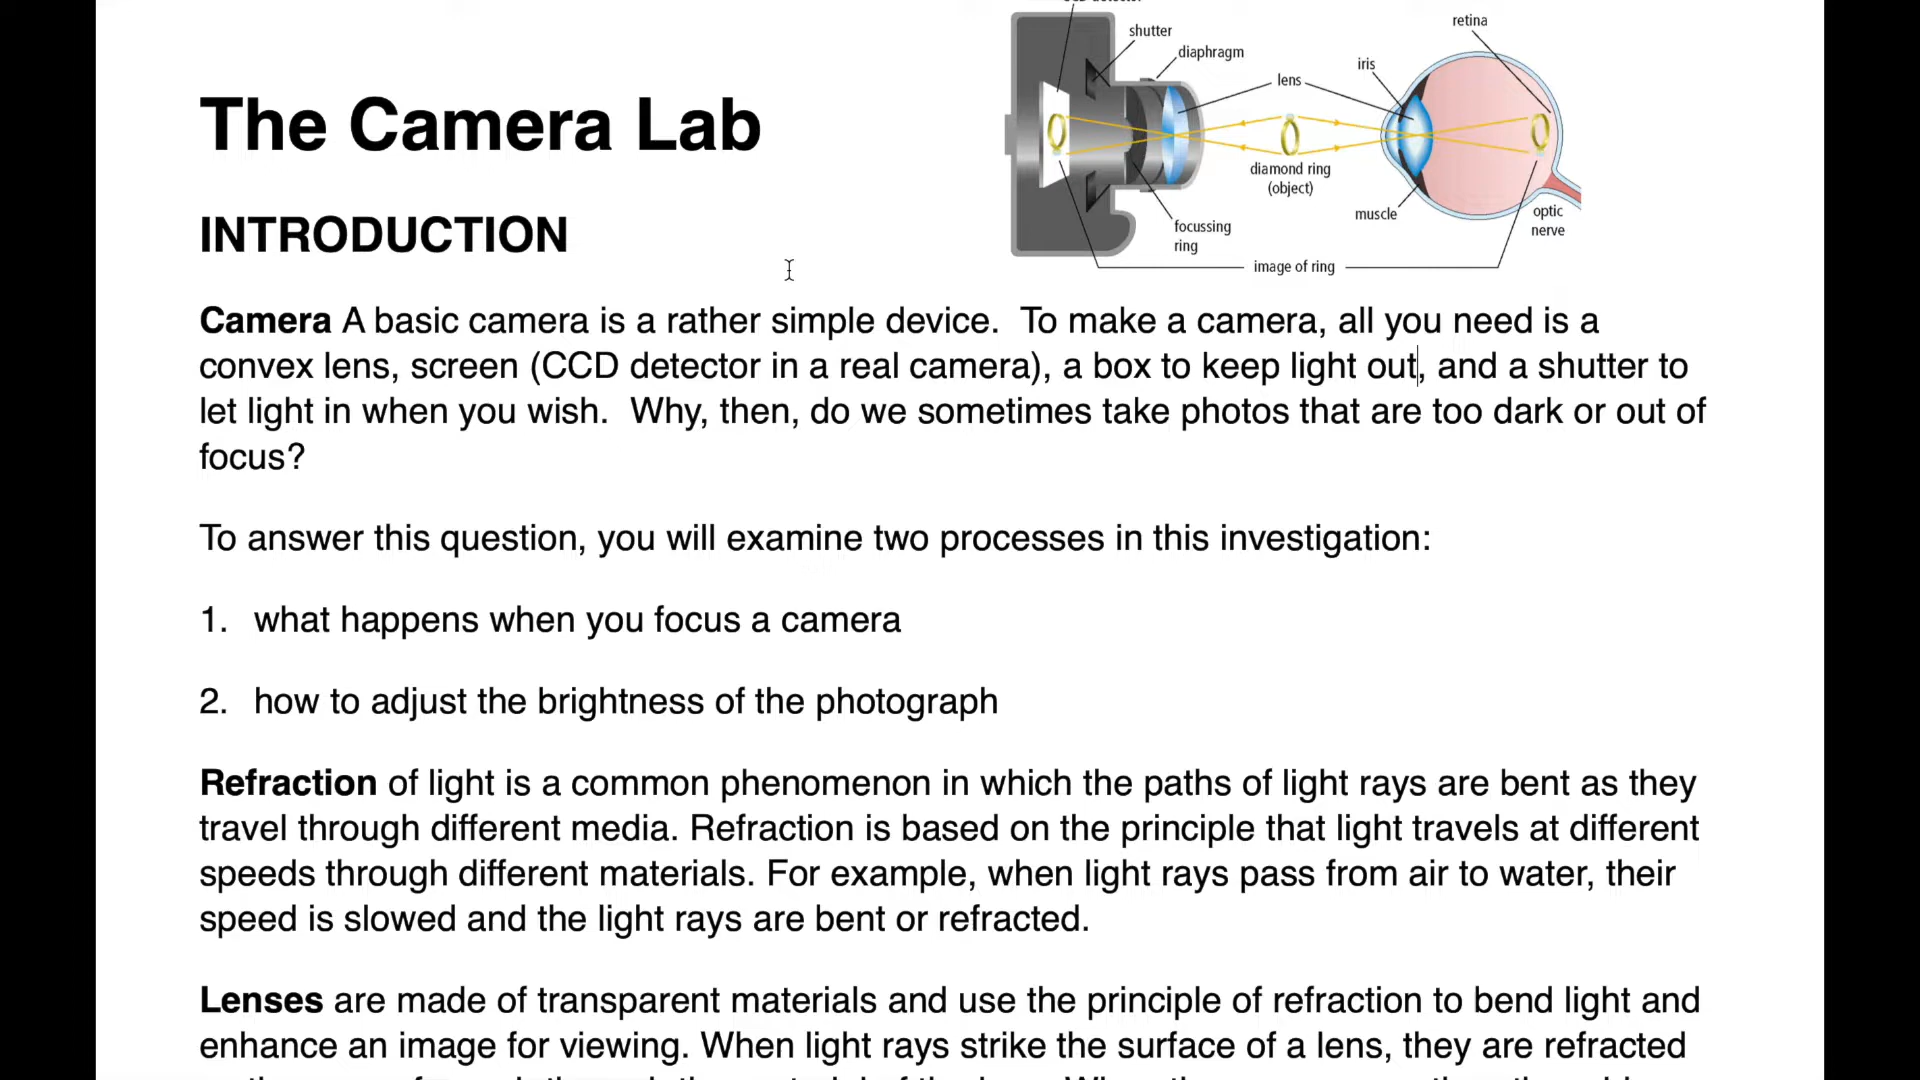 shutter
diaphragm
lens
iris
retina
diamond ring
(object)
muscle
optic
nerve
focussing
ring
image of ring
The Camera Lab
INTRODUCTION
Camera A basic camera is a rather simple device. To make a camera, all you need is a
convex lens, screen (CCD detector in a real camera), a box to keep light out, and a shutter to
let light in when you wish. Why, then, do we sometimes take photos that are too dark or out of
focus?
To answer this question, you will examine two processes in this investigation:
1. what happens when you focus a camera
2. how to adjust the brightness of the photograph
Refraction of light is a common phenomenon in which the paths of light rays are bent as they
travel through different media. Refraction is based on the principle that light travels at different
speeds through different materials. For example, when light rays pass from air to water, their
speed is slowed and the light rays are bent or refracted.
Lenses are made of transparent materials and use the principle of refraction to bend light and
enhance an image for viewing. When light rays strike the surface of a lens, they are refracted